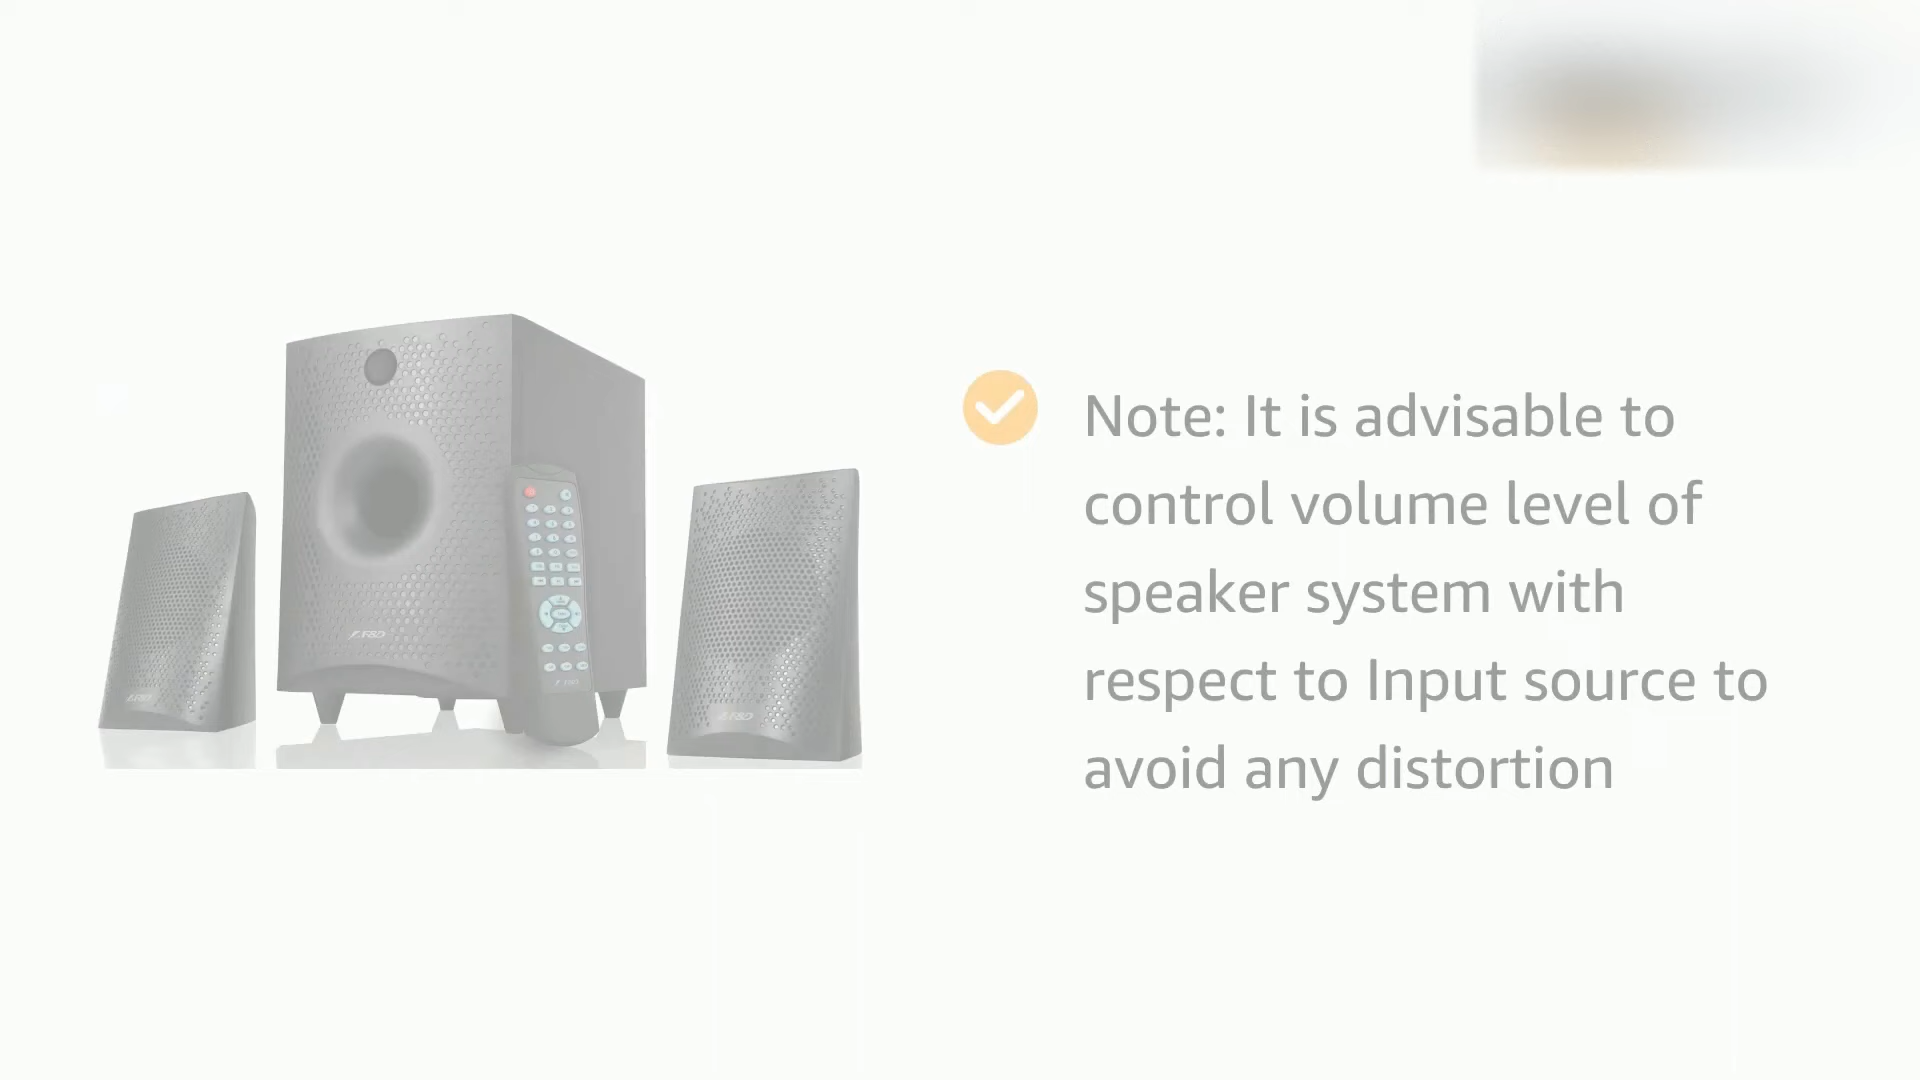 Note: It is advisable to
control volume level of
speaker system with
respect to Input source to
avoid any distortion
F&D
F&D
F&D
F&D